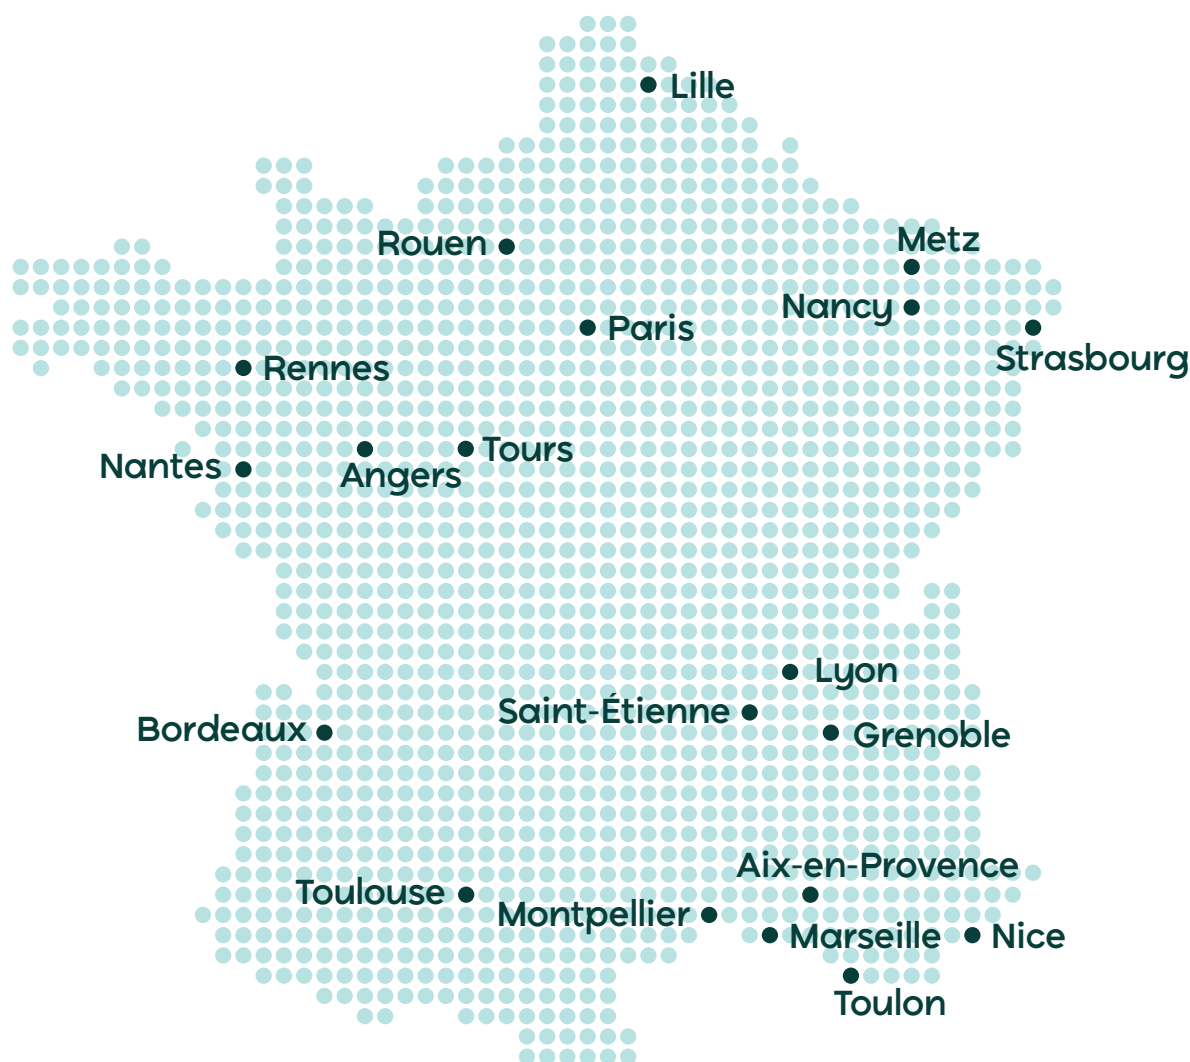 Lille
Metz
Rouen
Nancy
Paris
Strasbourg
Rennes
Tours
Nantes
Angers
Lyon
Saint-Étienne
Bordeaux
Grenoble
Aix-en-Provence
Toulouse
Montpellier
Marseille
Nice
Toulon